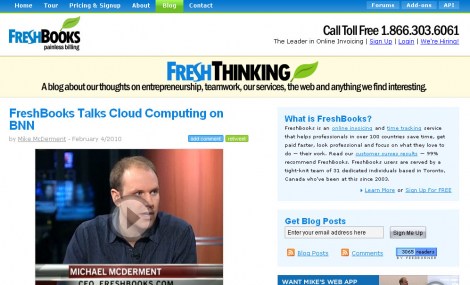 Home Tour Pricing & Signup About Blog Help Forums Add-ons API
FRESHBOOKS
painless billing
Call Toll Free 1.866.303.6061
The Leader in Online Invoicing | Sign Up | Login | We're Hiring!
FRESHTHINKING
A blog about our thoughts on entrepreneurship, teamwork, our services, the web and anything we find interesting.
FreshBooks Talks Cloud Computing on
BNN
by Mike McDerment - February 4/2010
add comment retweet
MICHAEL MCDERMENT
CEO, FRESHBOOKS.COM
What is FreshBooks?
FreshBooks is an online invoicing and time tracking service
that helps professionals in over 100 countries save time, get
paid faster, look professional and focus on what they love to
do — their work. Read our customer survey results — 99%
recommend FreshBooks. FreshBooks users are served by a
tight-knit team of 31 dedicated individuals based in Toronto,
Canada who've been at this since 2003.
Learn More or Sign Up For FREE
Get Blog Posts
Enter your email address here Sign Me Up
Blog Posts Comments 3065 readers
BY FEEDBURNER
WANT MIKE'S WEB APP